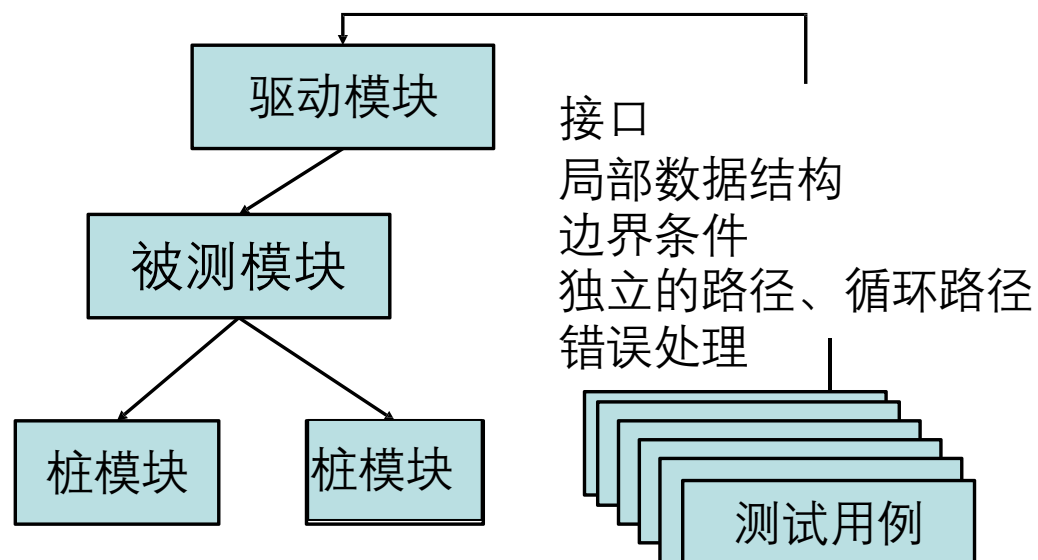 驱动模块
接口
局部数据结构
边界条件
独立的路径、循环路径
错误处理
被测模块
桩模块
桩模块
测试用例